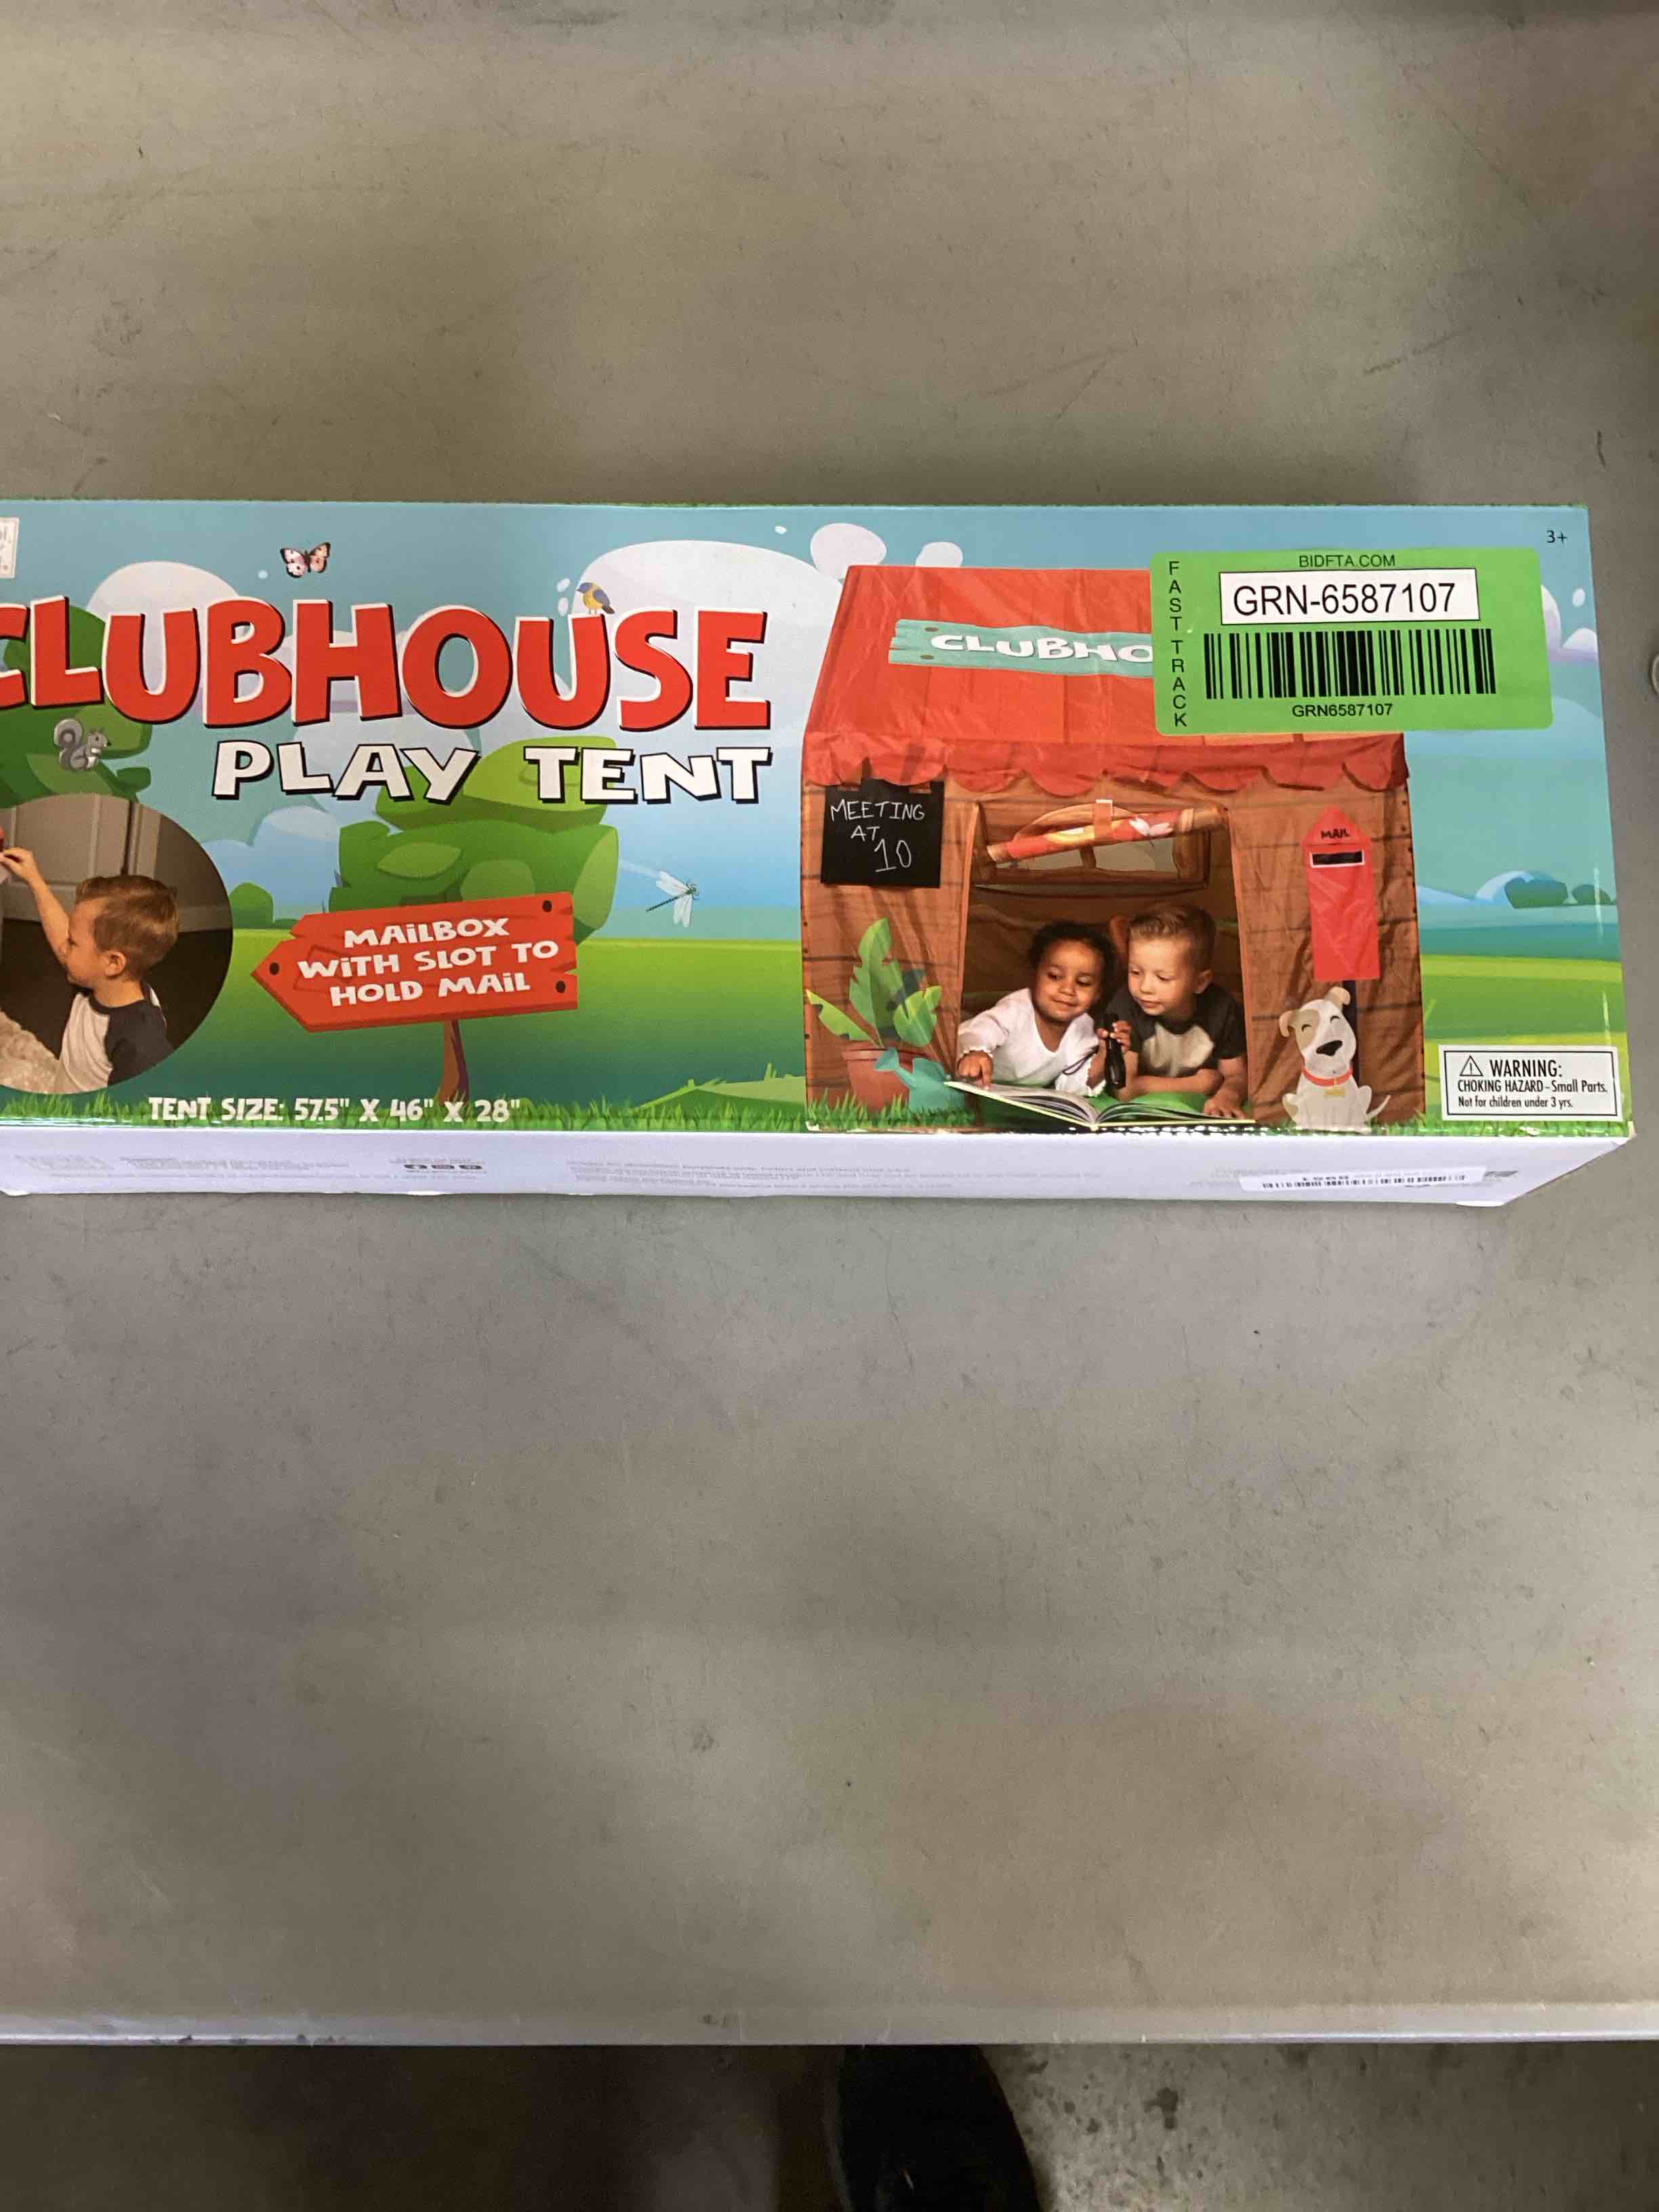 3+
BIDFTA.COM
FAST TRACK
GRN-6587107
GRN6587107
CLUBHOUSE
PLAY TENT
CLUBHO
MEETING
AT
10
MAIL
MAILBOX
WITH SLOT TO
HOLD MAIL
WARNING:
CHOKING HAZARD - Small Parts.
Not for children under 3 yrs.
TENT SIZE: 57.5" X 46" X 28"